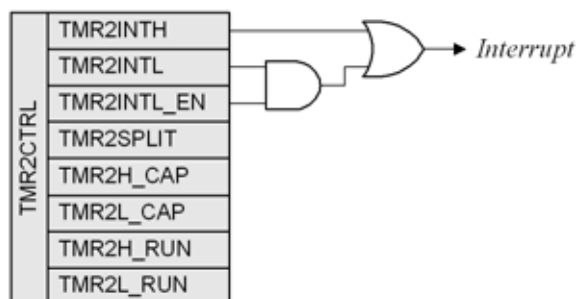 TMR2CTRL
TMR2INTH
TMR2INTL
TMR2INTL_EN
TMR2SPLIT
TMR2H_CAP
TMR2L_CAP
TMR2H_RUN
TMR2L_RUN
Interrupt